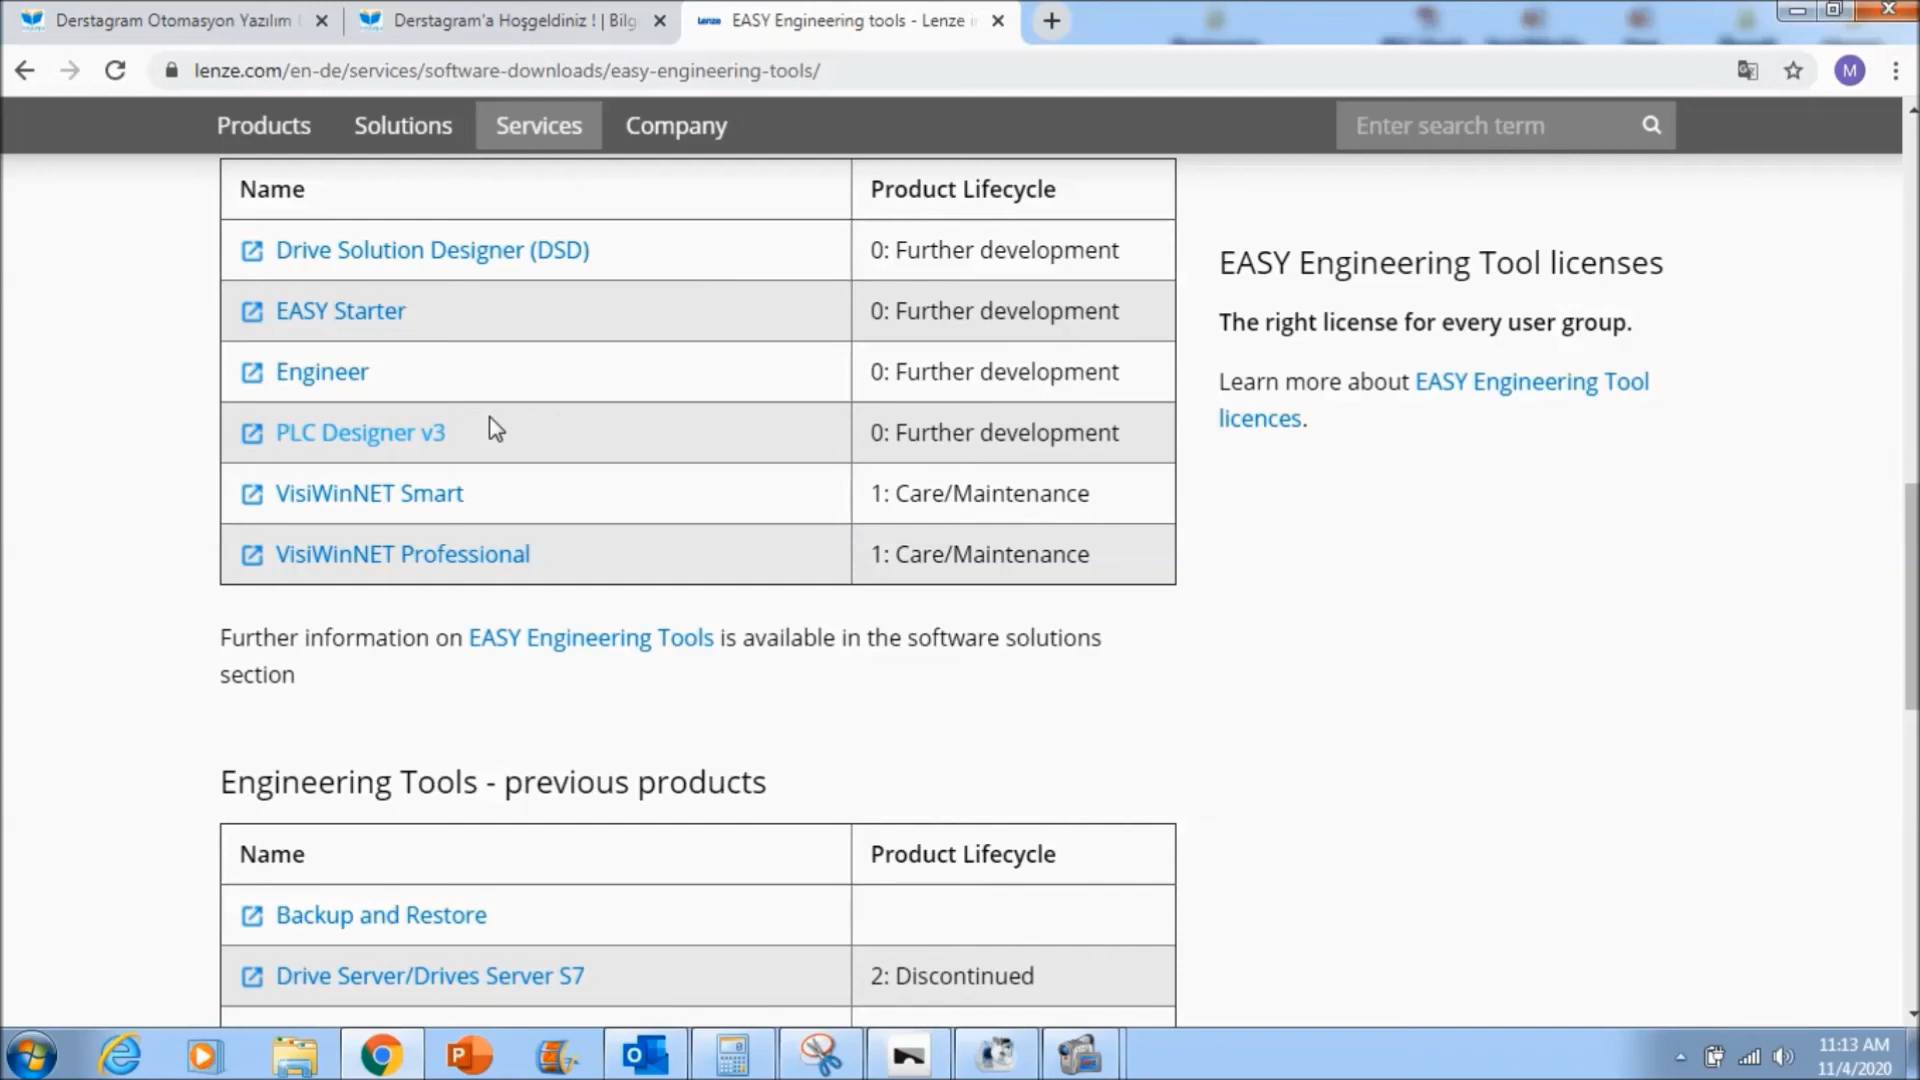 Derstagram Otomasyon Yazılım
Derstagram'a Hoşgeldiniz ! | Bilg
Lenze EASY Engineering tools - Lenze i
lenze.com/en-de/services/software-downloads/easy-engineering-tools/
M
Products Solutions Services Company
Enter search term
Name Product Lifecycle
Drive Solution Designer (DSD) 0: Further development
EASY Starter 0: Further development
Engineer 0: Further development
PLC Designer v3 0: Further development
VisiWinNET Smart 1: Care/Maintenance
VisiWinNET Professional 1: Care/Maintenance
EASY Engineering Tool licenses
The right license for every user group.
Learn more about EASY Engineering Tool
licences.
Further information on EASY Engineering Tools is available in the software solutions
section
Engineering Tools - previous products
Name Product Lifecycle
Backup and Restore
Drive Server/Drives Server S7 2: Discontinued
11:13 AM
11/4/2020